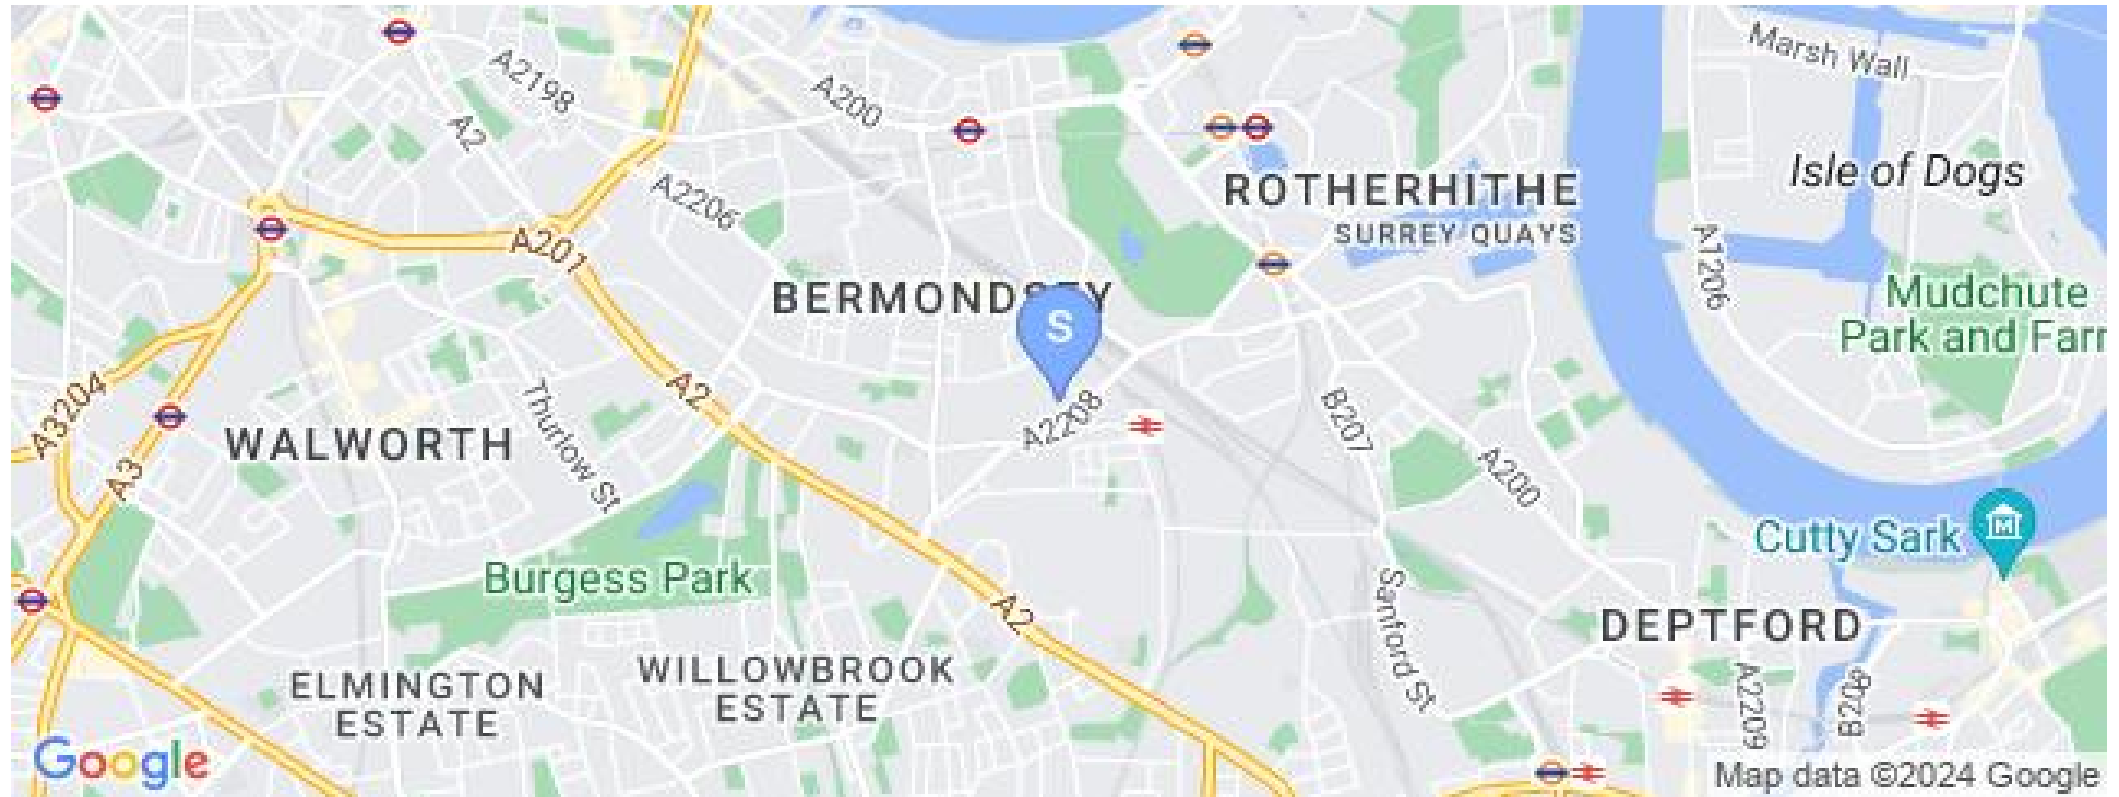 Marsh Wall
A2198
A200
A2
Isle of Dogs
ROTHERHITHE
A2206
SURREY QUAYS
A201
A1206
BERMONDSEY
S
Mudchute
Park and Farm
A2
A3204
Thurlow St
A2208
B207
WALWORTH
A3
A200
M
Cutty Sark
Burgess Park
A2
Sanford St
DEPTFORD
WILLOWBROOK
ESTATE
ELMINGTON
ESTATE
A2209
B208
Google
Map data ©2024 Google